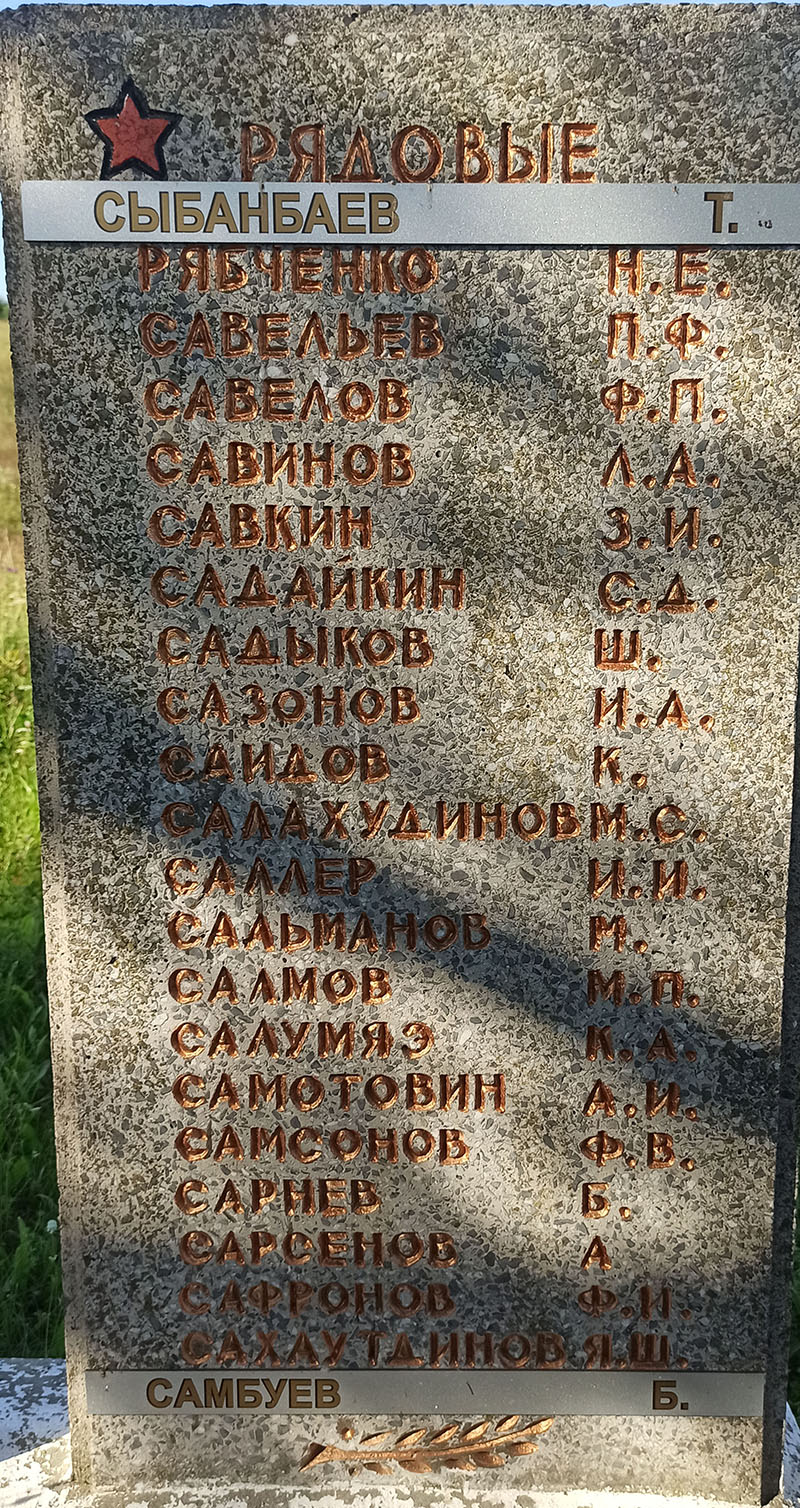 РЯДОВЫЕ
СЫБАНБАЕВ Т.
РЯБЧЕНКО Н.Е.
САВЕЛЬЕВ П.Ф.
САВЕЛОВ Ф.П.
САВИНОВ Л.А.
САВКИН З.И.
САДАЙКИН С.Д.
САДЫКОВ Ш.
САЗОНОВ И.А.
САИДОВ К.
САЛАХУДИНОВ М.С.
САЛЛЕР И.И.
САЛЬМАНОВ М.
САЛМОВ М.П.
САЛУМЯЭ К.А.
САМОТОВИН А.И.
САМСОНОВ Ф.В.
САРНЕВ Б.
САРСЕНОВ А
САФРОНОВ Ф.И.
САХАУТДИНОВ Я.Ш.
САМБУЕВ Б.